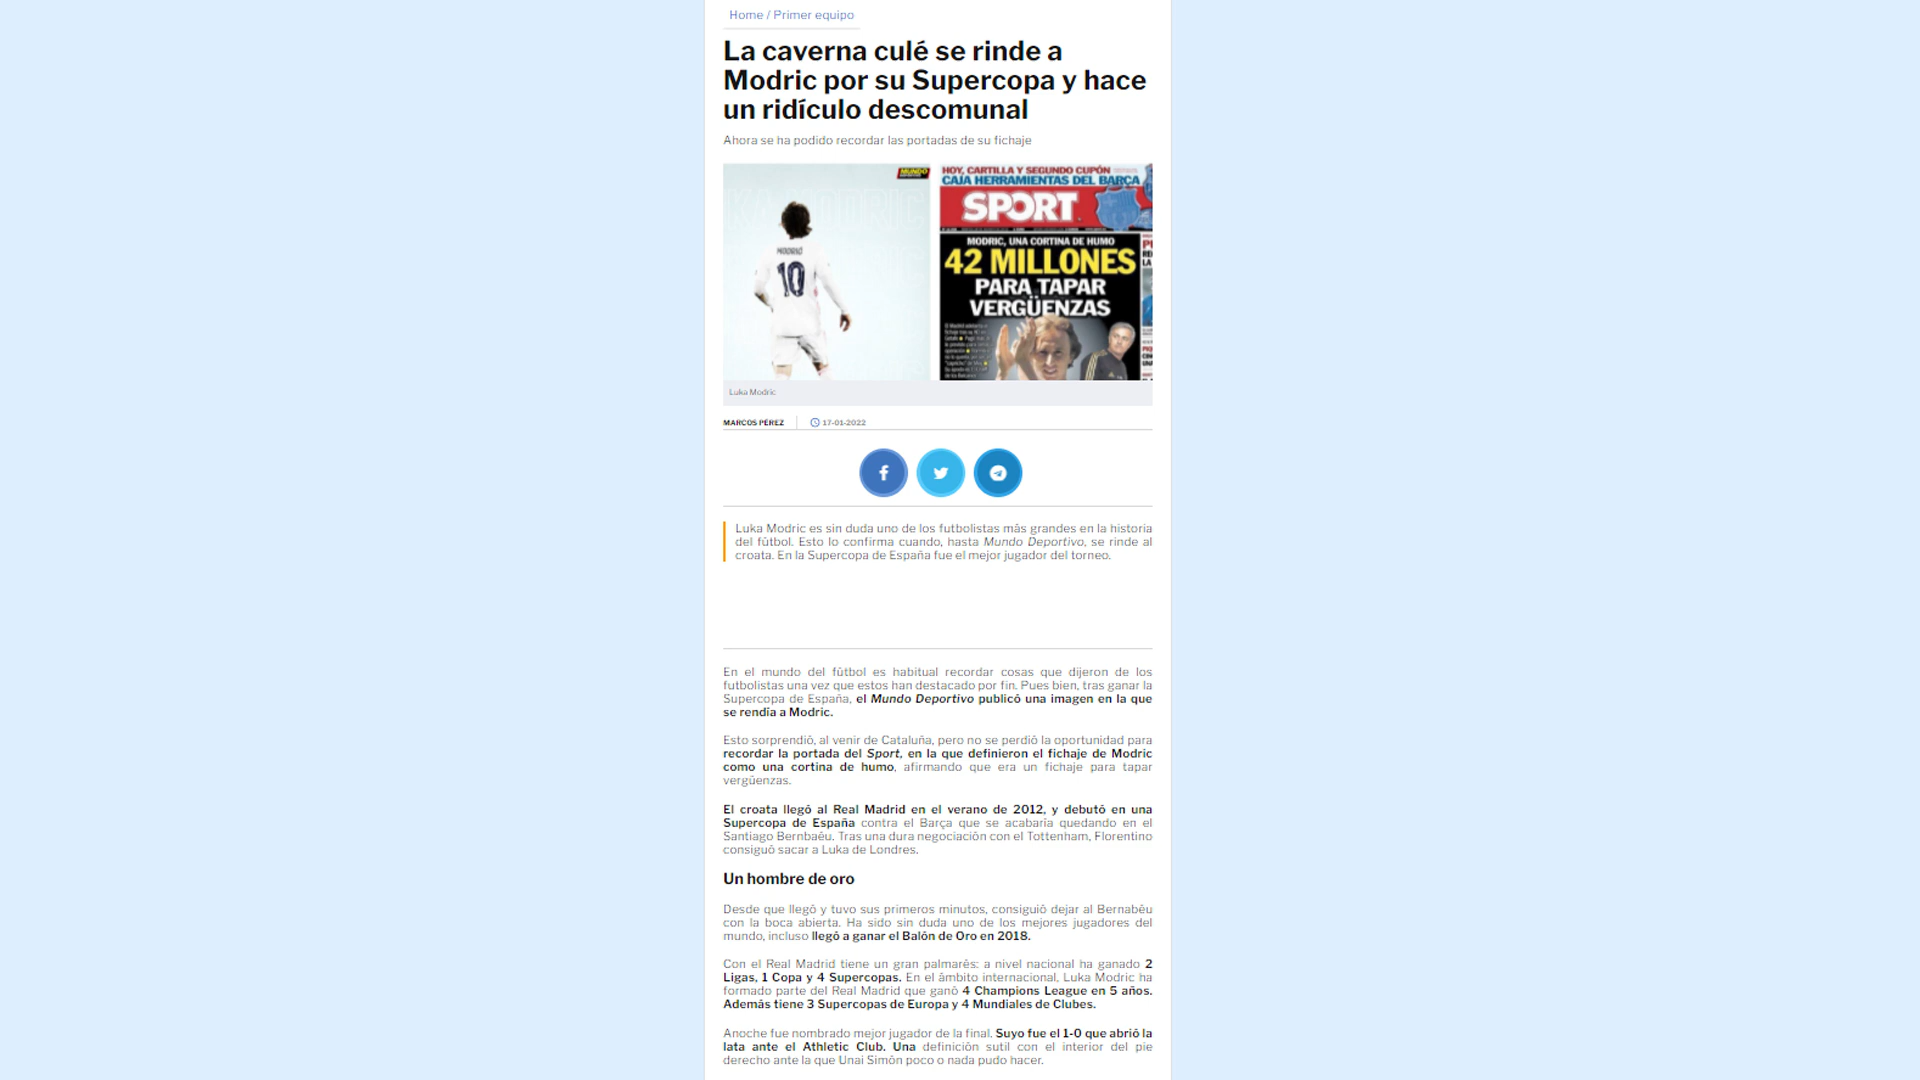 Home / Primer equipo
La caverna culé se rinde a
Modric por su Supercopa y hace
un ridículo descomunal
Ahora se ha podido recordar las portadas de su fichaje
MUNDO
MODRIĆ
10
HOY, CARTILLA Y SEGUNDO CUPÓN
CAJA HERRAMIENTAS DEL BARÇA
SPORT
MODRIC, UNA CORTINA DE HUMO
42 MILLONES
PARA TAPAR
VERGÜENZAS
Luka Modric
MARCOS PÉREZ
17-01-2022
Luka Modric es sin duda uno de los futbolistas más grandes en la historia
del fútbol. Esto lo confirma cuando, hasta Mundo Deportivo, se rinde al
croata. En la Supercopa de España fue el mejor jugador del torneo.
En el mundo del fútbol es habitual recordar cosas que dijeron de los
futbolistas una vez que estos han destacado por fin. Pues bien, tras ganar la
Supercopa de España, el Mundo Deportivo publicó una imagen en la que
se rendía a Modric.
Esto sorprendió, al venir de Cataluña, pero no se perdió la oportunidad para
recordar la portada del Sport, en la que definieron el fichaje de Modric
como una cortina de humo, afirmando que era un fichaje para tapar
vergüenzas.
El croata llegó al Real Madrid en el verano de 2012, y debutó en una
Supercopa de España contra el Barça que se acabaría quedando en el
Santiago Bernbaéu. Tras una dura negociación con el Tottenham, Florentino
consiguó sacar a Luka de Londres.
Un hombre de oro
Desde que llegó y tuvo sus primeros minutos, consiguió dejar al Bernabéu
con la boca abierta. Ha sido sin duda uno de los mejores jugadores del
mundo, incluso llegó a ganar el Balón de Oro en 2018.
Con el Real Madrid tiene un gran palmarés: a nivel nacional ha ganado 2
Ligas, 1 Copa y 4 Supercopas. En el ámbito internacional, Luka Modric ha
formado parte del Real Madrid que ganó 4 Champions League en 5 años.
Además tiene 3 Supercopas de Europa y 4 Mundiales de Clubes.
Anoche fue nombrado mejor jugador de la final. Suyo fue el 1-0 que abrió la
lata ante el Athletic Club. Una definición sutil con el interior del pie
derecho ante la que Unai Simón poco o nada pudo hacer.